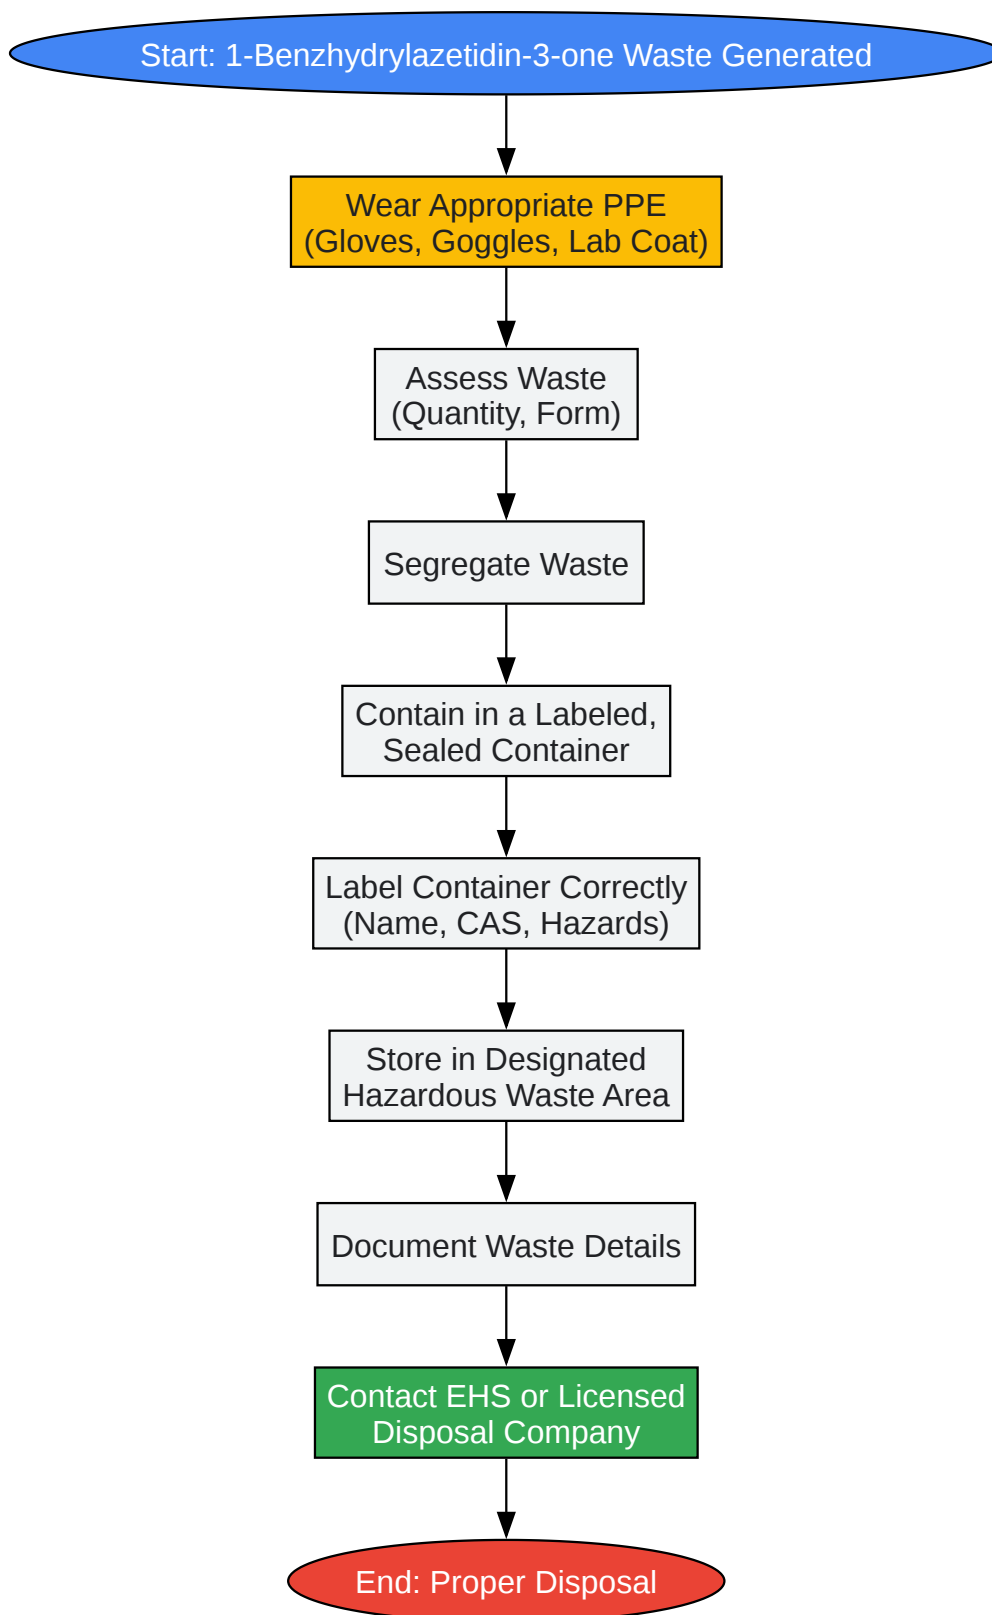 Start: 1-Benzhydrylazetidin-3-one Waste Generated
Wear Appropriate PPE
(Gloves, Goggles, Lab Coat)
Assess Waste
(Quantity, Form)
Segregate Waste
Contain in a Labeled,
Sealed Container
Label Container Correctly
(Name, CAS, Hazards)
Store in Designated
Hazardous Waste Area
Document Waste Details
Contact EHS or Licensed
Disposal Company
End: Proper Disposal